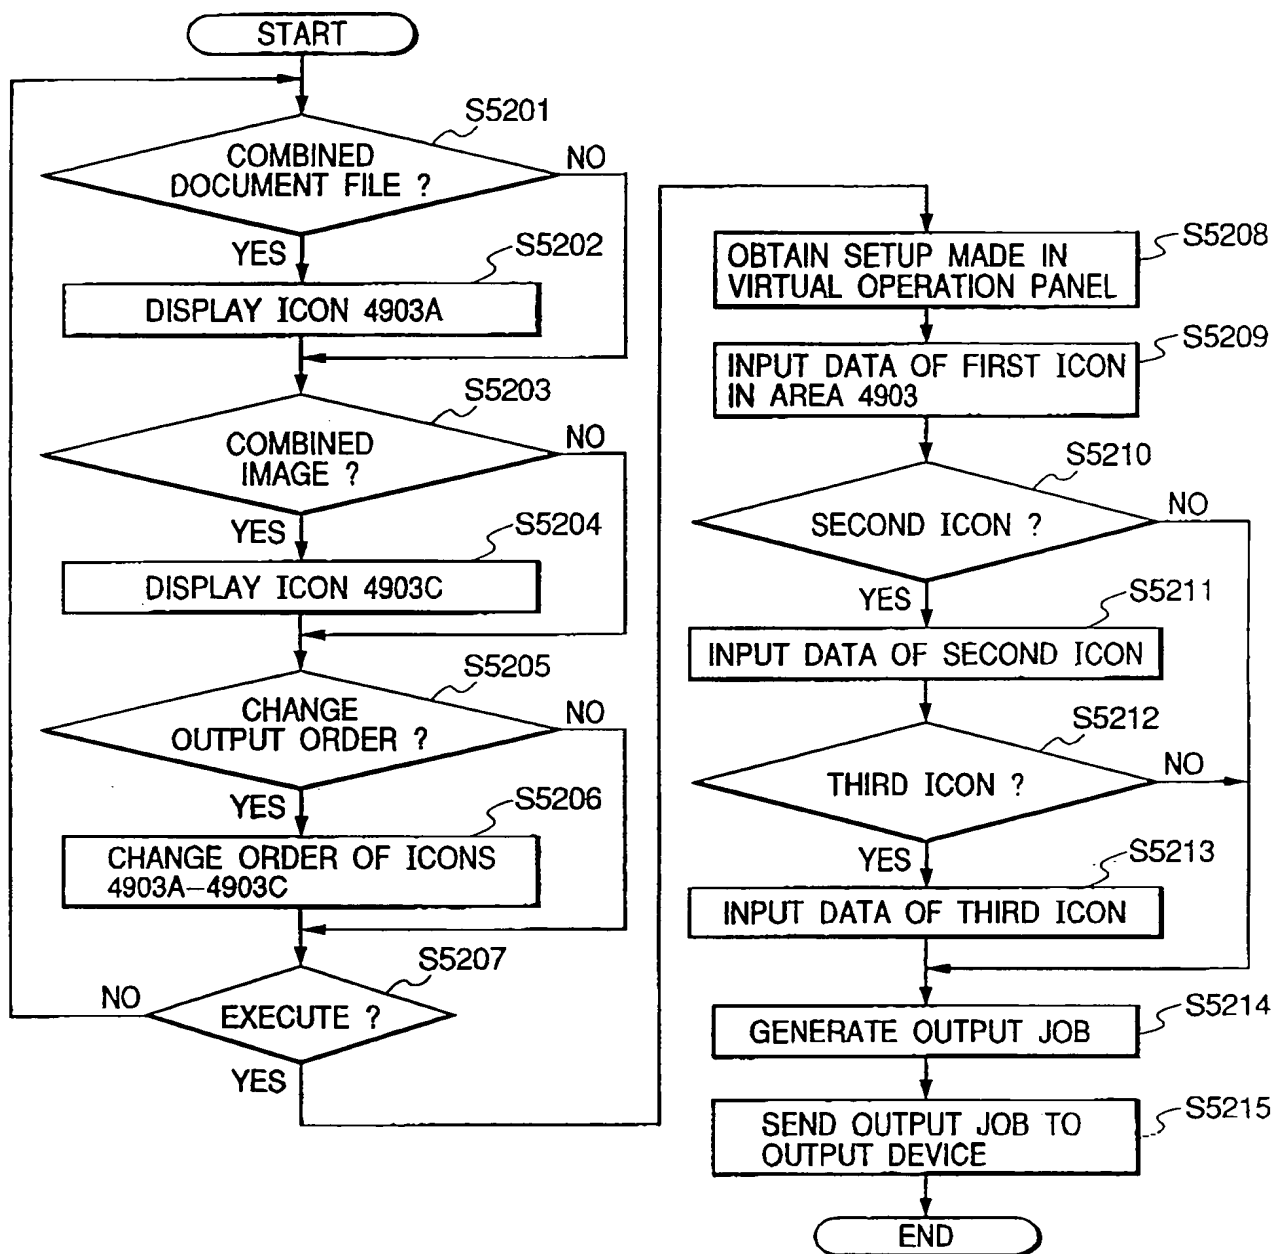 START
S5201
COMBINED
DOCUMENT FILE ?
NO
YES
S5202
DISPLAY ICON 4903A
S5203
COMBINED
IMAGE ?
NO
YES
S5204
DISPLAY ICON 4903C
S5205
CHANGE
OUTPUT ORDER ?
NO
YES
S5206
CHANGE ORDER OF ICONS
4903A-4903C
S5207
NO
EXECUTE ?
YES
S5208
OBTAIN SETUP MADE IN
VIRTUAL OPERATION PANEL
S5209
INPUT DATA OF FIRST ICON
IN AREA 4903
S5210
SECOND ICON ?
NO
YES
S5211
INPUT DATA OF SECOND ICON
S5212
THIRD ICON ?
NO
YES
S5213
INPUT DATA OF THIRD ICON
S5214
GENERATE OUTPUT JOB
S5215
SEND OUTPUT JOB TO
OUTPUT DEVICE
END